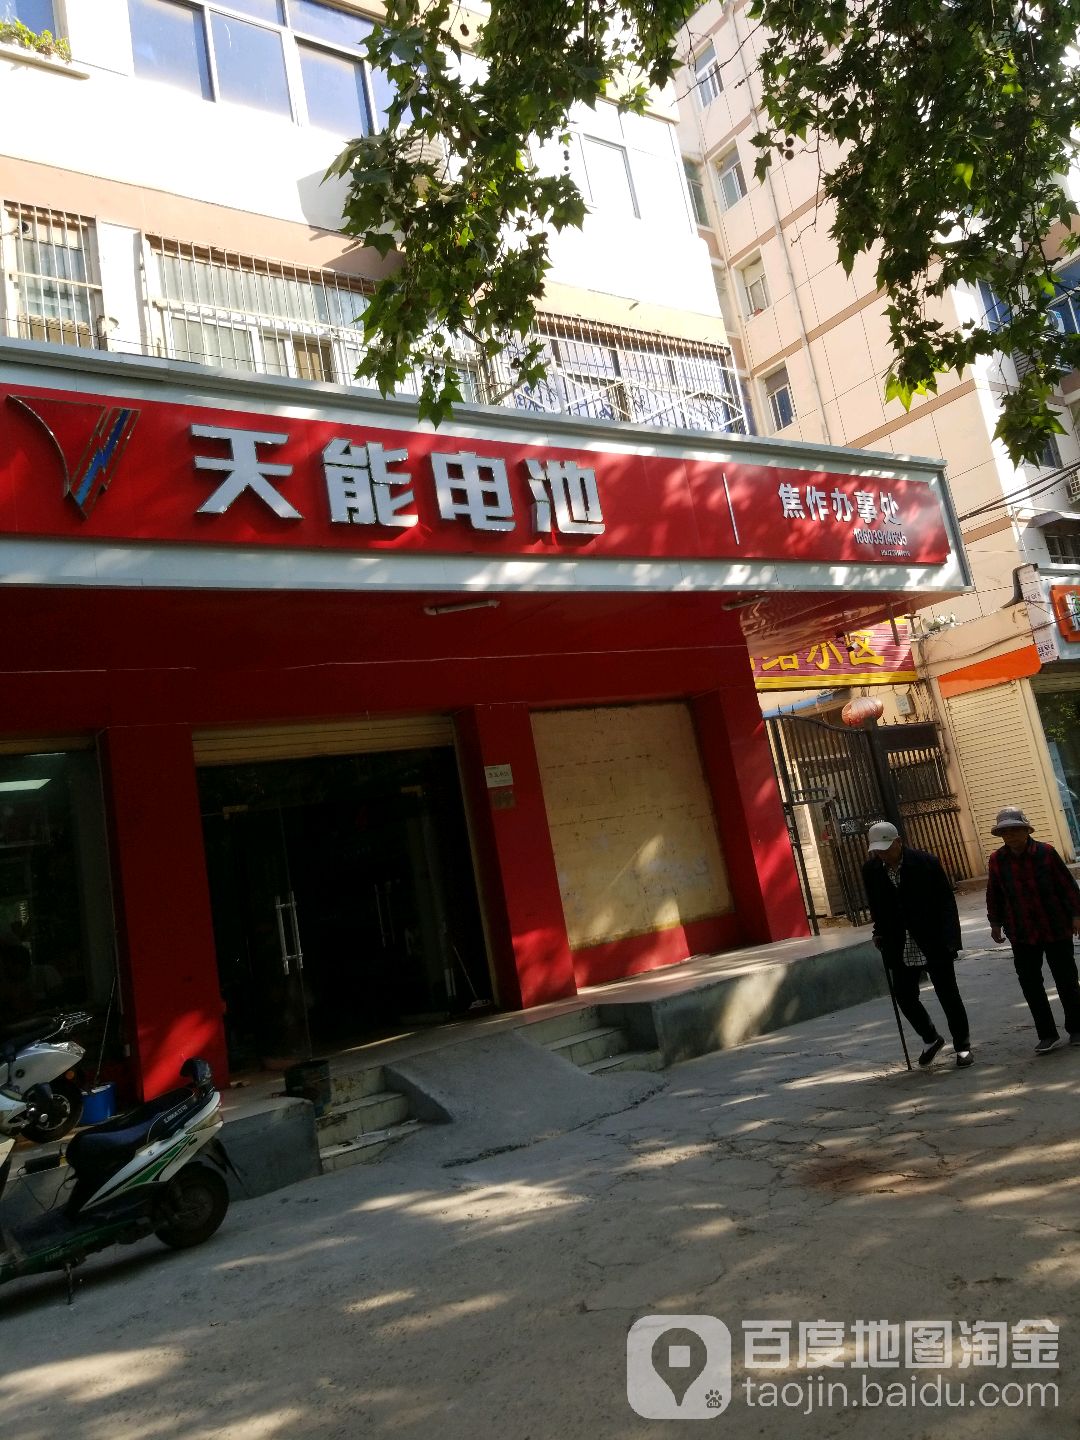 天能电池
焦作办事处
小区
百度地图淘金
taojin.baidu.com